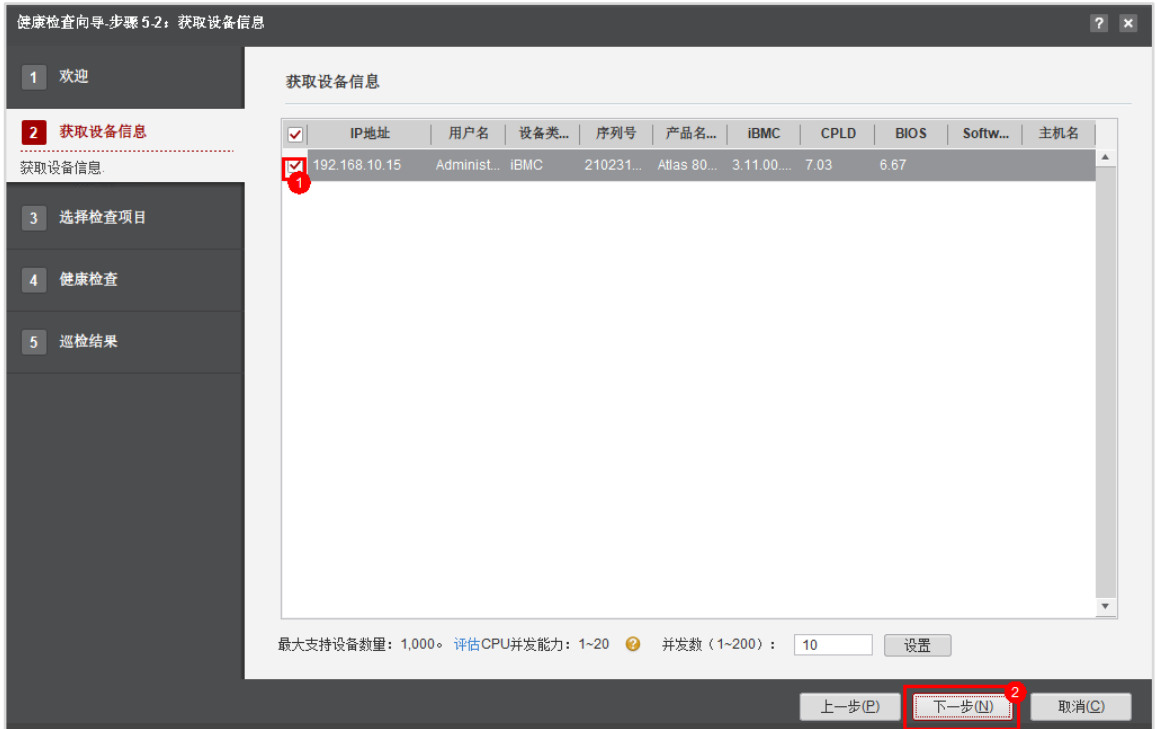 健康检查向导-步骤 5-2：获取设备信息
? ×
1 欢迎
2 获取设备信息
获取设备信息.
3 选择检查项目
4 健康检查
5 巡检结果
获取设备信息
IP地址 用户名 设备类... 序列号 产品名... iBMC CPLD BIOS Softw... 主机名
192.168.10.15 Administ... iBMC 210231... Atlas 80... 3.11.00.... 7.03 6.67
1
最大支持设备数量：1,000。 评估CPU并发能力：1~20 ? 并发数（1~200）： 10 设置
上一步(P) 下一步(N) 2 取消(C)